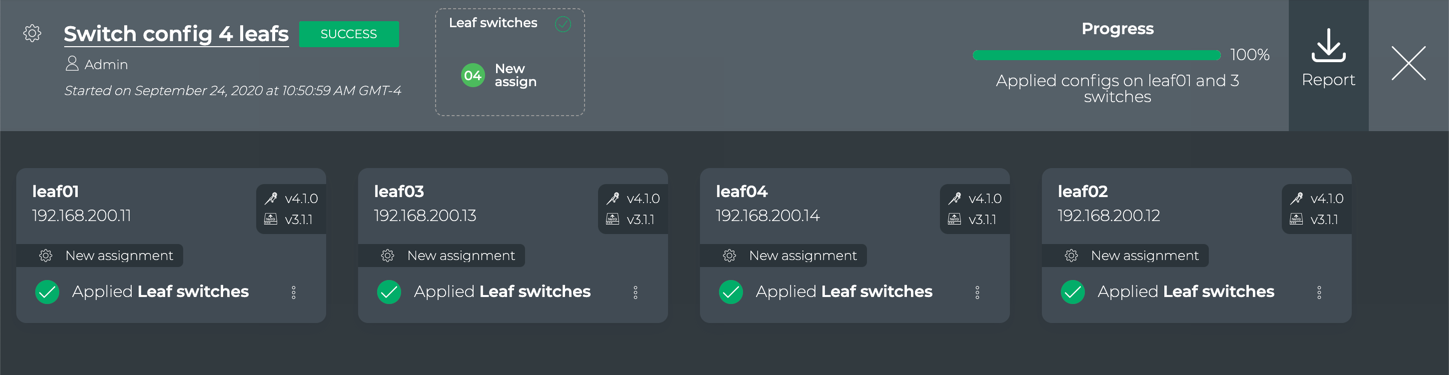 Switch config 4 leafs
SUCCESS
Admin
Started on September 24, 2020 at 10:50:59 AM GMT-4
Leaf switches
04
New
assign
Progress
100%
Applied configs on leaf01 and 3
switches
Report
leaf01
192.168.200.11
v4.1.0
v3.1.1
New assignment
Applied Leaf switches
leaf03
192.168.200.13
v4.1.0
v3.1.1
New assignment
Applied Leaf switches
leaf04
192.168.200.14
v4.1.0
v3.1.1
New assignment
Applied Leaf switches
leaf02
192.168.200.12
v4.1.0
v3.1.1
New assignment
Applied Leaf switches